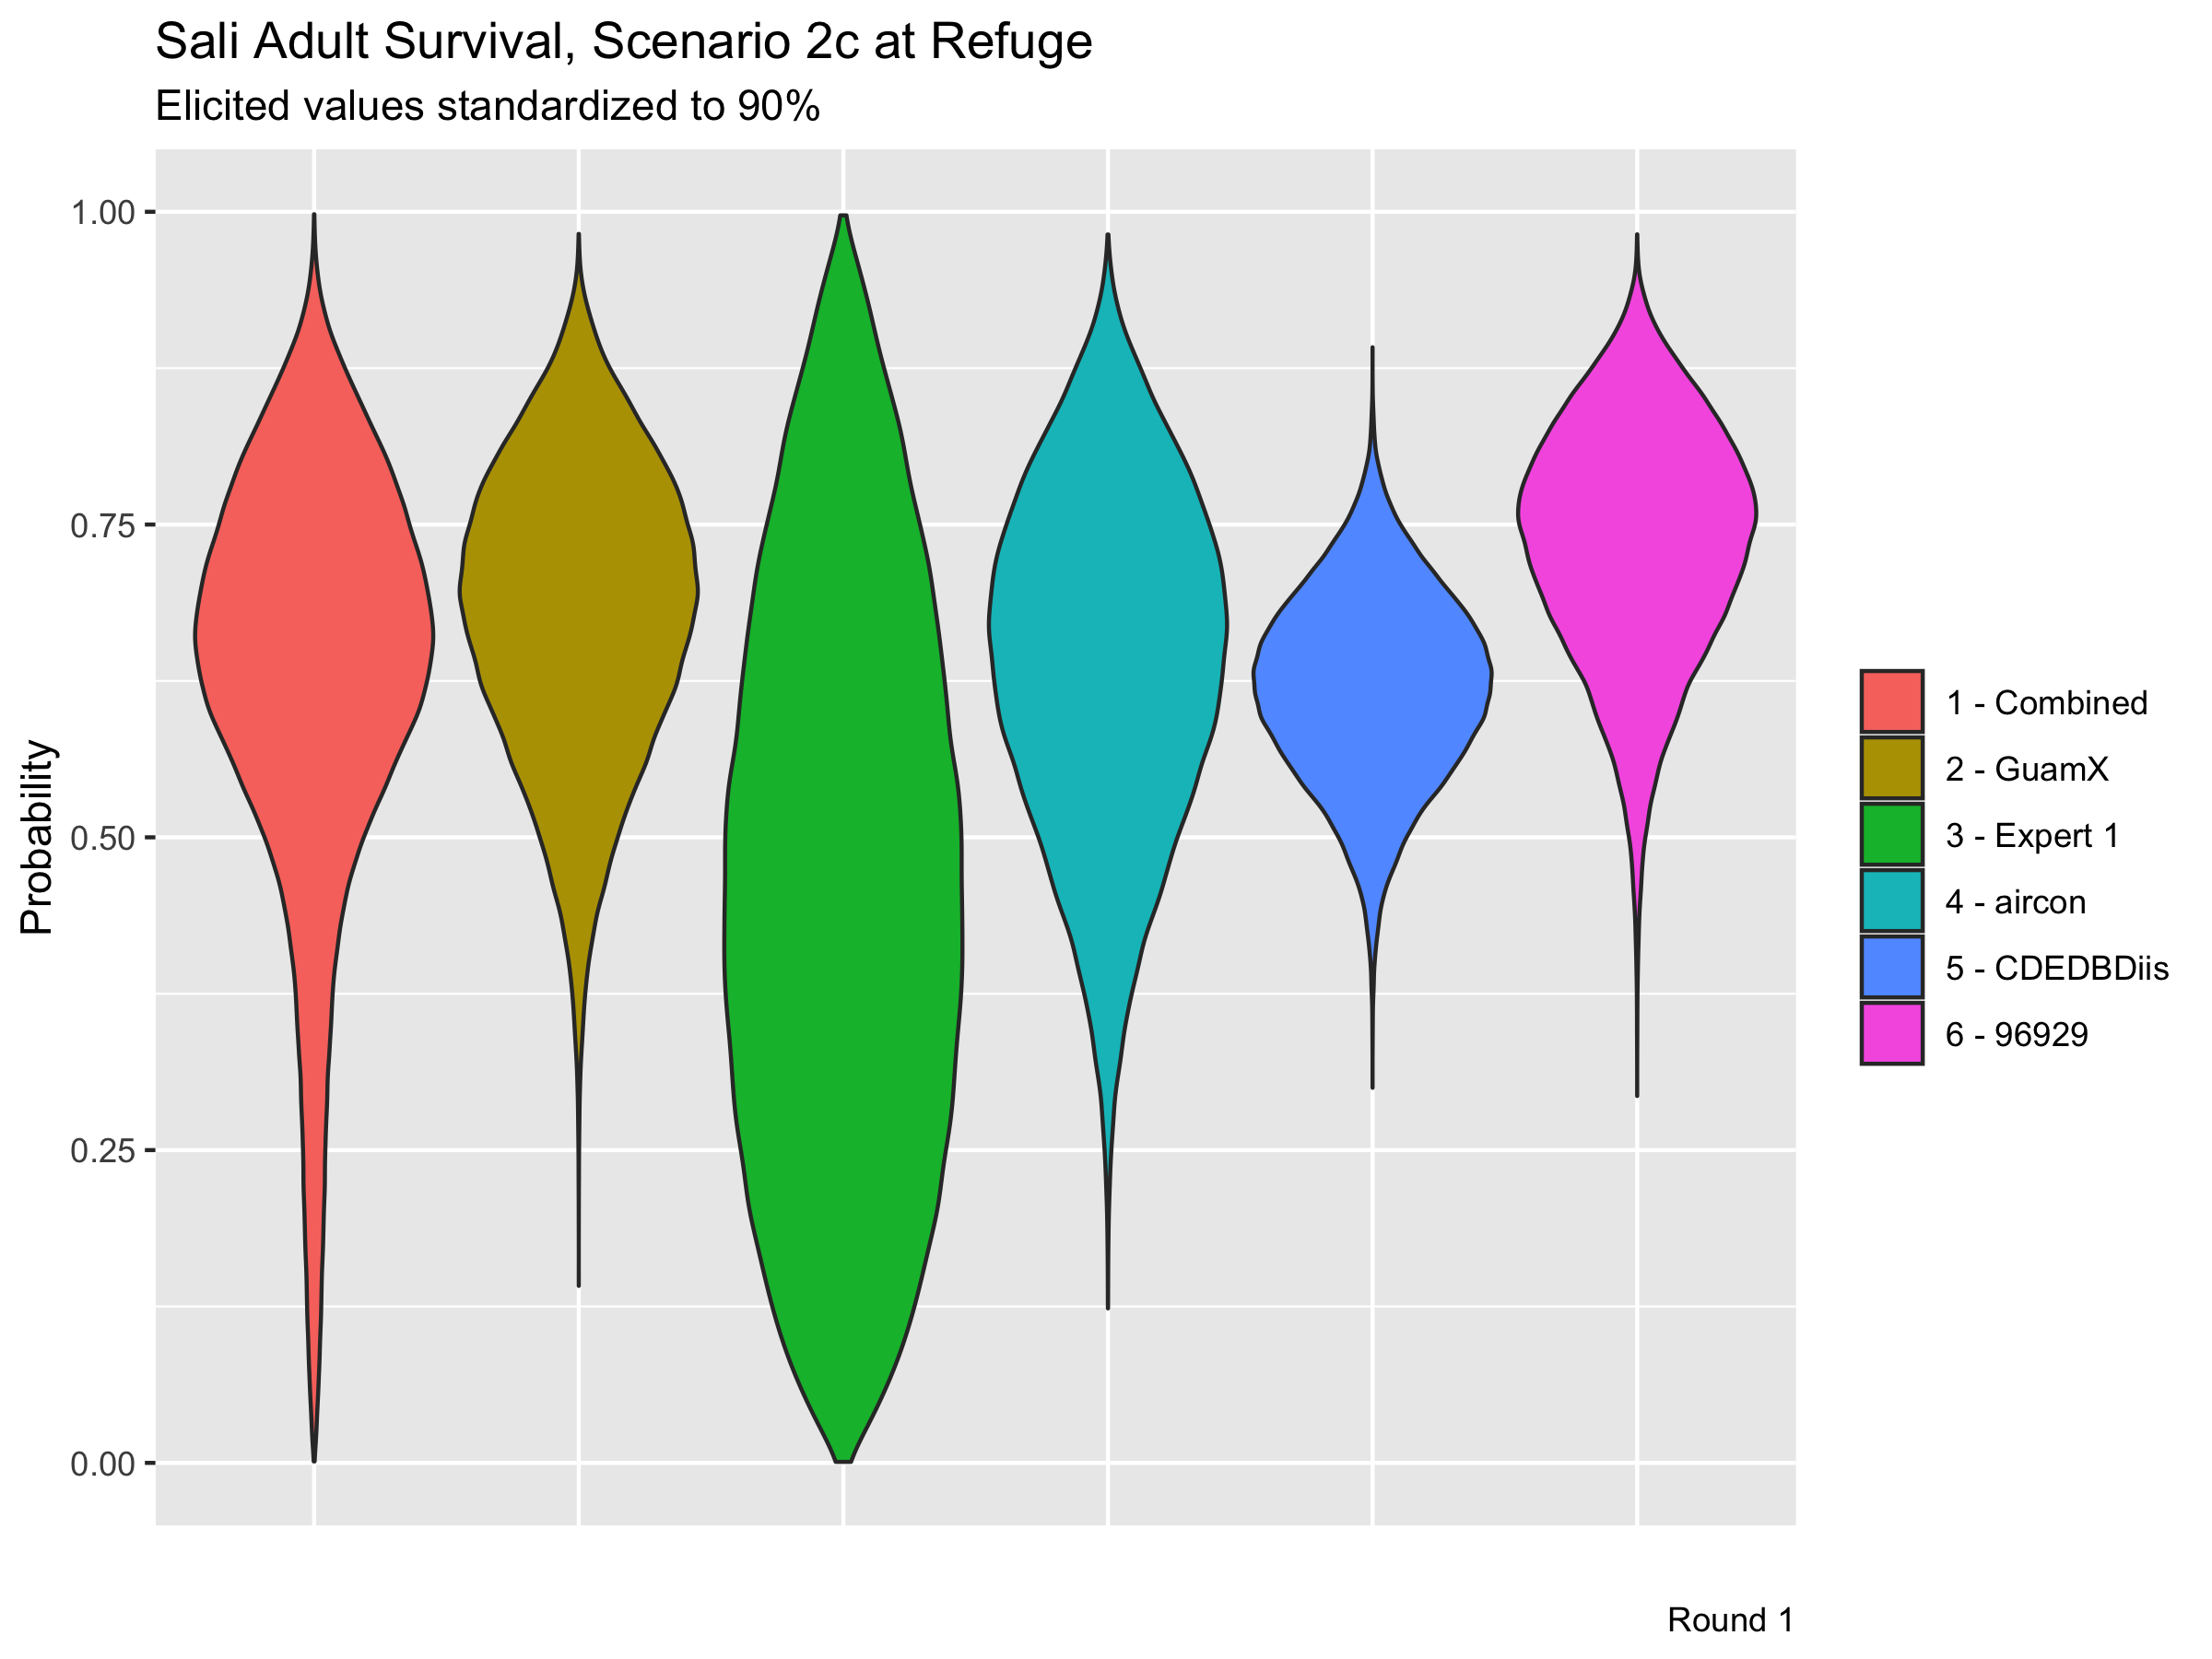 Sali Adult Survival, Scenario 2c at Refuge
Elicited values standardized to 90%
1.00
0.75
0.50
0.25
0.00
Probability
1 - Combined
2 - GuamX
3 - Expert 1
4 - aircon
5 - CDEDBDiis
6 - 96929
Round 1